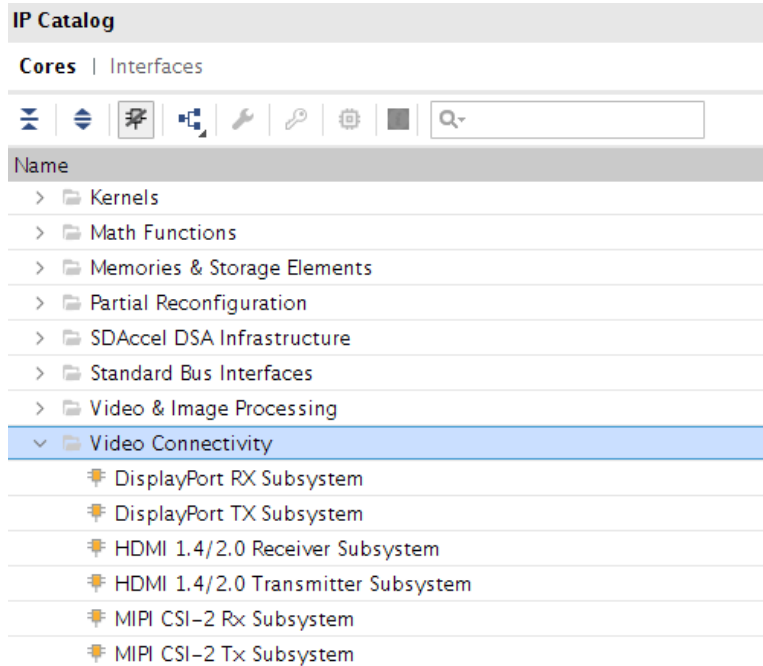 IP Catalog
Cores | Interfaces
Name
Kernels
Math Functions
Memories & Storage Elements
Partial Reconfiguration
SDAccel DSA Infrastructure
Standard Bus Interfaces
Video & Image Processing
Video Connectivity
DisplayPort RX Subsystem
DisplayPort TX Subsystem
HDMI 1.4/2.0 Receiver Subsystem
HDMI 1.4/2.0 Transmitter Subsystem
MIPI CSI-2 Rx Subsystem
MIPI CSI-2 Tx Subsystem